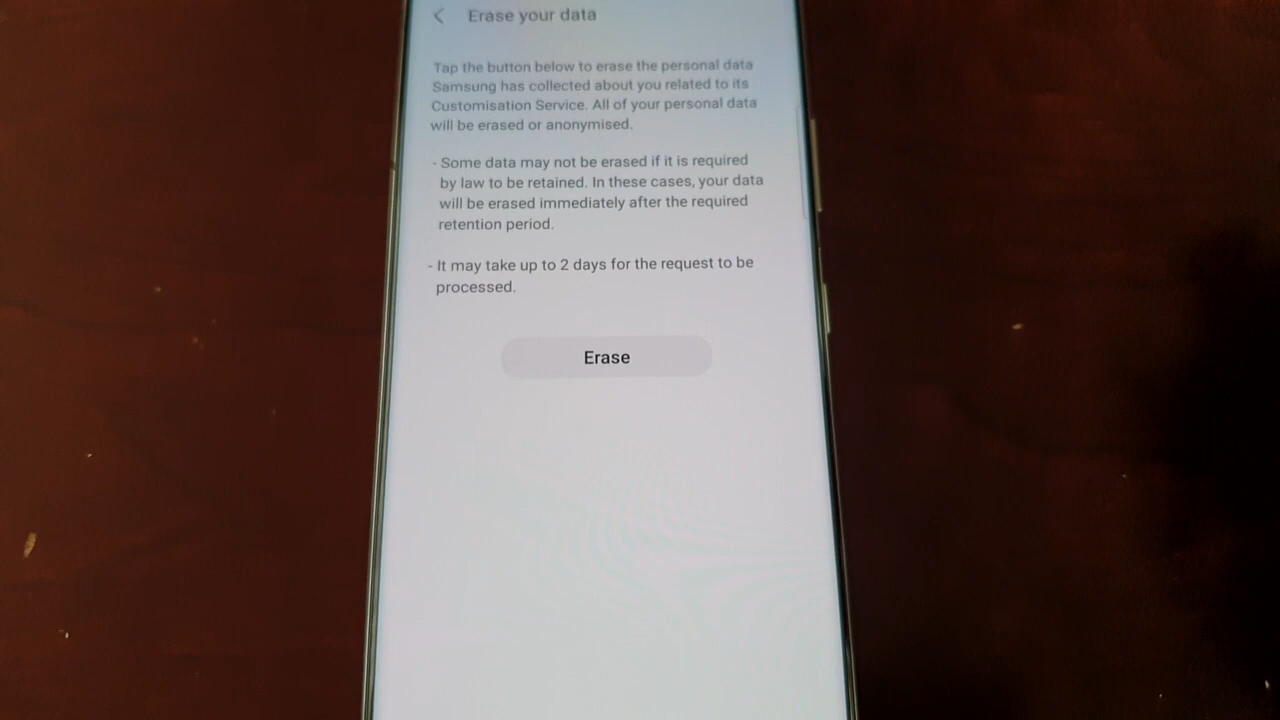 Erase your data
Tap the button below to erase the personal data
Samsung has collected about you related to its
Customisation Service. All of your personal data
will be erased or anonymised.
- Some data may not be erased if it is required
by law to be retained. In these cases, your data
will be erased immediately after the required
retention period.
- It may take up to 2 days for the request to be
processed.
Erase